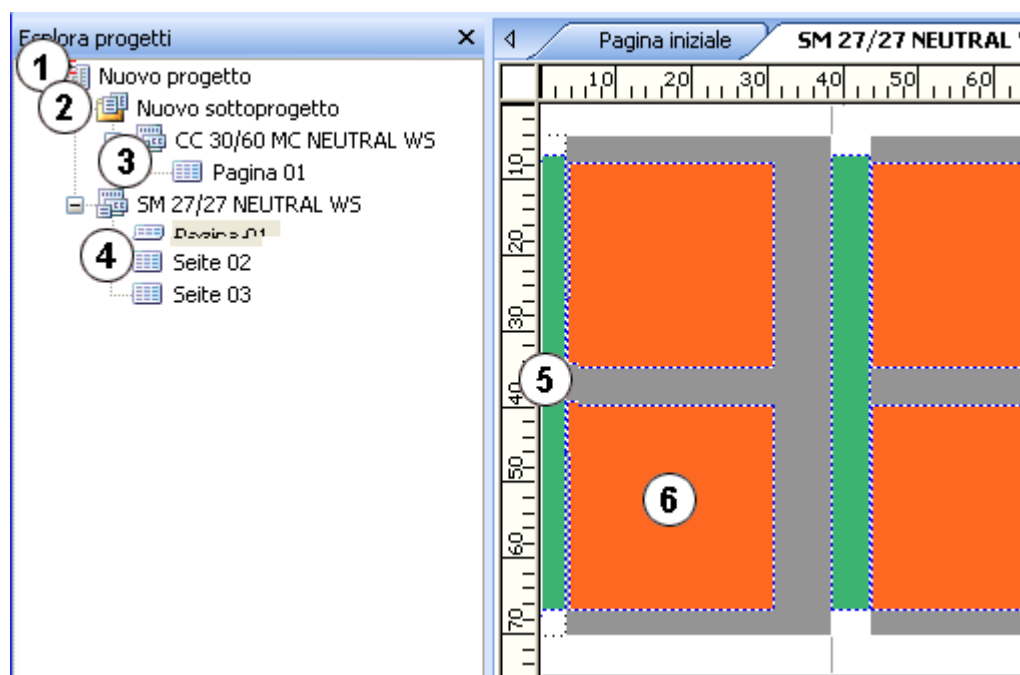 Esplora progetti
Pagina iniziale
SM 27/27 NEUTRAL
1
Nuovo progetto
2
Nuovo sottoprogetto
CC 30/60 MC NEUTRAL WS
3
Pagina 01
SM 27/27 NEUTRAL WS
4
Seite 02
Seite 03
10 20 30 40 50 60
10
20
30
40
50
60
70
5
6